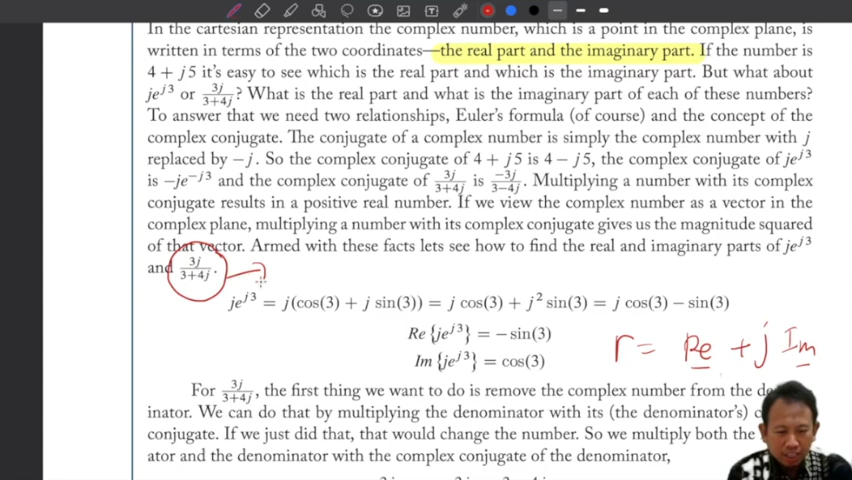 In the cartesian representation the complex number, which is a point in the complex plane, is
written in terms of the two coordinates—the real part and the imaginary part. If the number is
4 + j5 it's easy to see which is the real part and which is the imaginary part. But what about
je^{j3} or \frac{3j}{3+4j}? What is the real part and what is the imaginary part of each of these numbers?
To answer that we need two relationships, Euler's formula (of course) and the concept of the
complex conjugate. The conjugate of a complex number is simply the complex number with j
replaced by −j. So the complex conjugate of 4 + j5 is 4 − j5, the complex conjugate of je^{j3}
is −je^{−j3} and the complex conjugate of \frac{3j}{3+4j} is \frac{−3j}{3−4j}. Multiplying a number with its complex
conjugate results in a positive real number. If we view the complex number as a vector in the
complex plane, multiplying a number with its complex conjugate gives us the magnitude squared
of that vector. Armed with these facts lets see how to find the real and imaginary parts of je^{j3}
and \frac{3j}{3+4j}.
je^{j3} = j(cos(3) + j sin(3)) = j cos(3) + j^2 sin(3) = j cos(3) − sin(3)
Re {je^{j3}} = − sin(3)
Im {je^{j3}} = cos(3)
r = Re + j Im
For \frac{3j}{3+4j}, the first thing we want to do is remove the complex number from the
inator. We can do that by multiplying the denominator with its (the denominator's)
conjugate. If we just did that, that would change the number. So we multiply both the
ator and the denominator with the complex conjugate of the denominator,